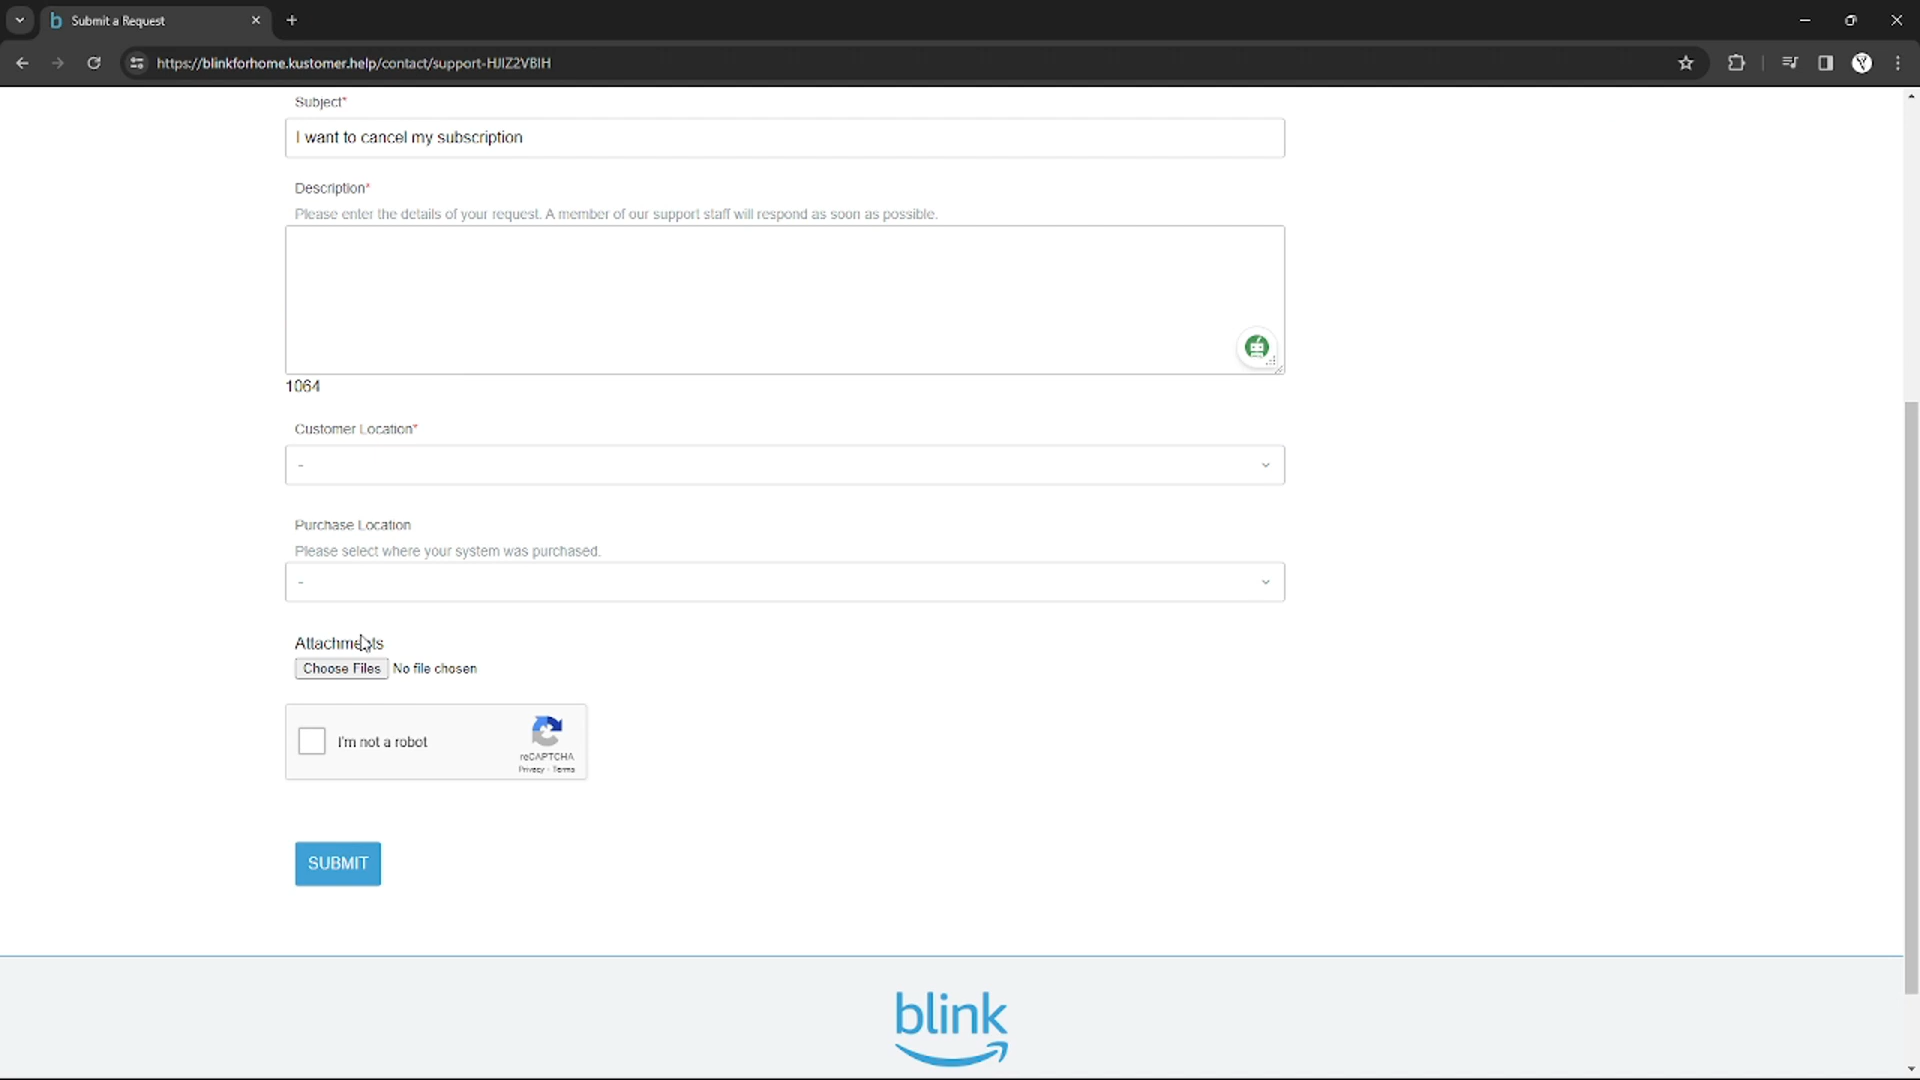 Submit a Request
https://blinkforhome.kustomer.help/contact/support-HJIZ2VBIH
Subject*
I want to cancel my subscription
Description*
Please enter the details of your request. A member of our support staff will respond as soon as possible.
1064
Customer Location*
-
Purchase Location
Please select where your system was purchased.
-
Attachments
Choose Files No file chosen
I'm not a robot
reCAPTCHA
Privacy - Terms
SUBMIT
blink